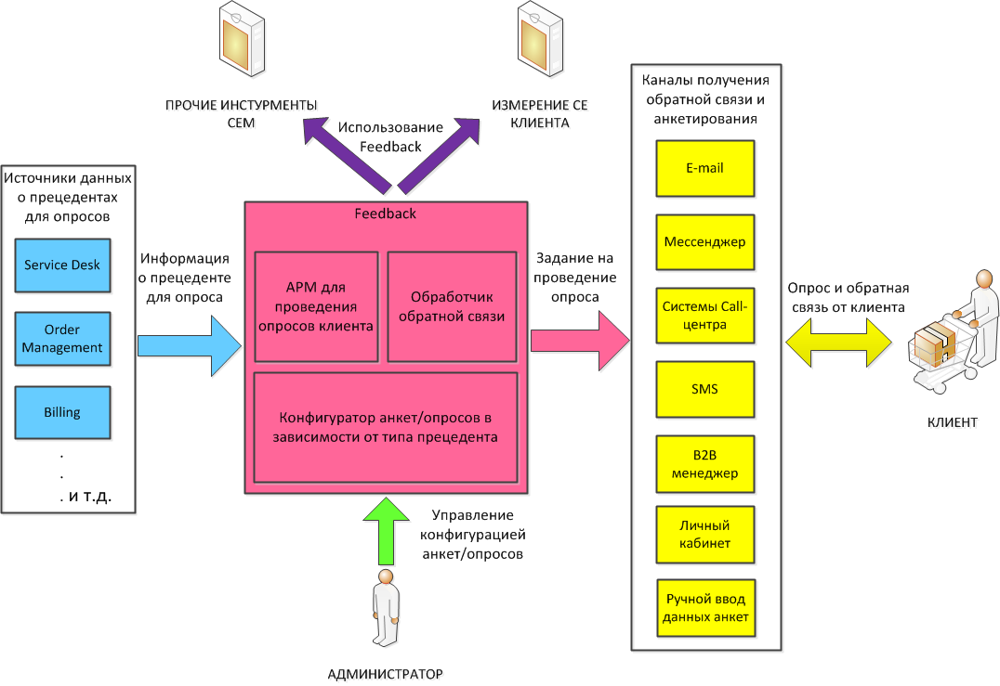 ПРОЧИЕ ИНСТУРМЕНТЫ
СЕМ
ИЗМЕРЕНИЕ СЕ
КЛИЕНТА
Использование
Feedback
Источники данных
о прецедентах
для опросов
Service Desk
Order
Management
Billing
.
.
. и т.д.
Информация
о прецеденте
для опроса
Feedback
АРМ для
проведения
опросов клиента
Обработчик
обратной связи
Конфигуратор анкет/опросов в
зависимости от типа прецедента
Задание на
проведение
опроса
Каналы получения
обратной связи и
анкетирования
E-mail
Мессенджер
Системы Call-
центра
SMS
B2B
менеджер
Личный
кабинет
Ручной ввод
данных анкет
Опрос и обратная
связь от клиента
КЛИЕНТ
Управление
конфигурацией
анкет/опросов
АДМИНИСТРАТОР